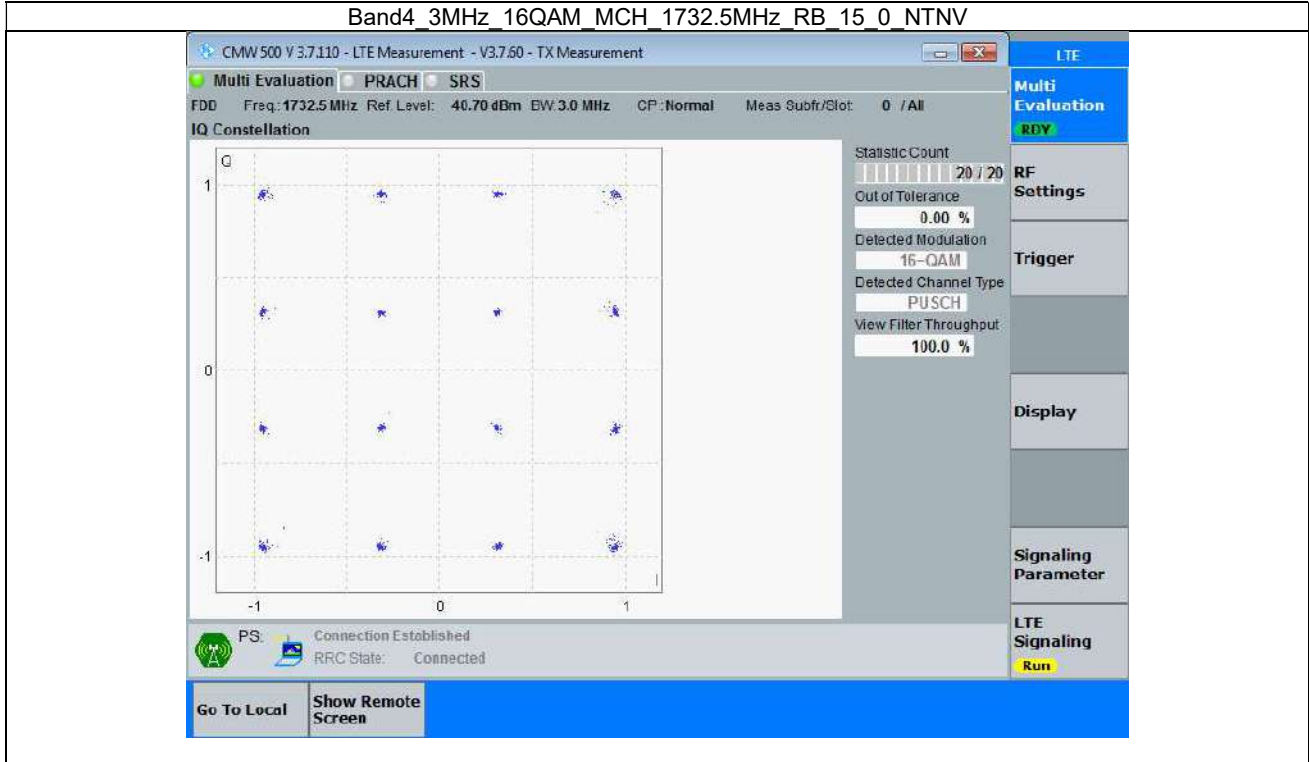 Band4_3MHz_16QAM_MCH_1732.5MHz_RB_15_0_NTNV
CMW 500 V 3.7.110 - LTE Measurement - V3.7.60 - TX Measurement
LTE
Multi Evaluation PRACH SRS
FDD Freq.: 1732.5 MHz Ref. Level: 40.70 dBm BW: 3.0 MHz CP: Normal Meas Subfr/Slot: 0 / All
IQ Constellation
Multi
Evaluation
RDY
Q
1
0
-1
-1 0 1
I
Statistic Count
20 / 20
Out of Tolerance
0.00 %
Detected Modulation
16-QAM
Detected Channel Type
PUSCH
View Filter Throughput
100.0 %
RF
Settings
Trigger
Display
Signaling
Parameter
LTE
Signaling
Run
PS: Connection Established
RRC State: Connected
Go To Local
Show Remote
Screen